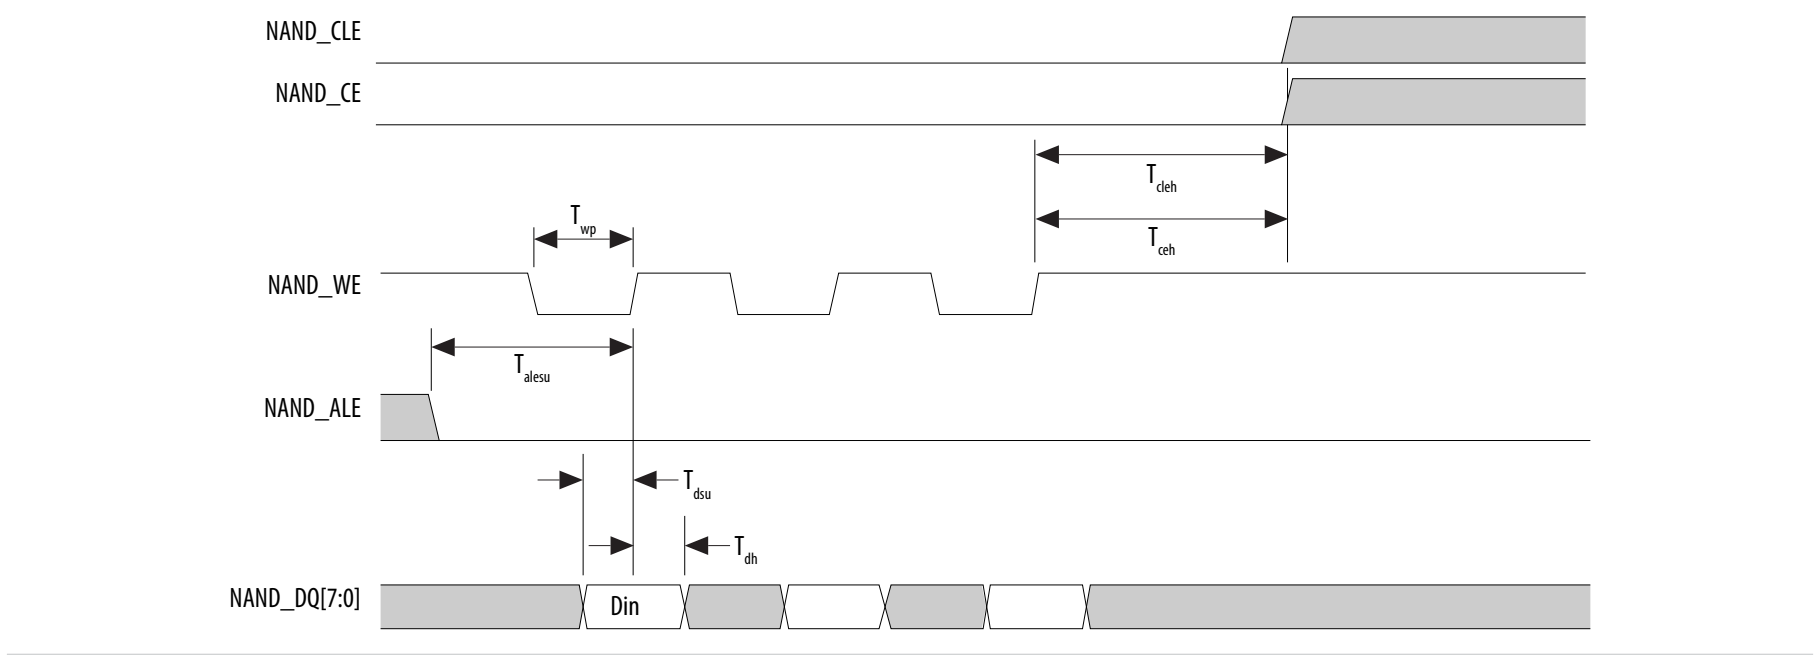 NAND_CLE
NAND_CE
Tcleh
Twp
Tceh
NAND_WE
Talesu
NAND_ALE
Tdsu
Tdh
NAND_DQ[7:0]
Din